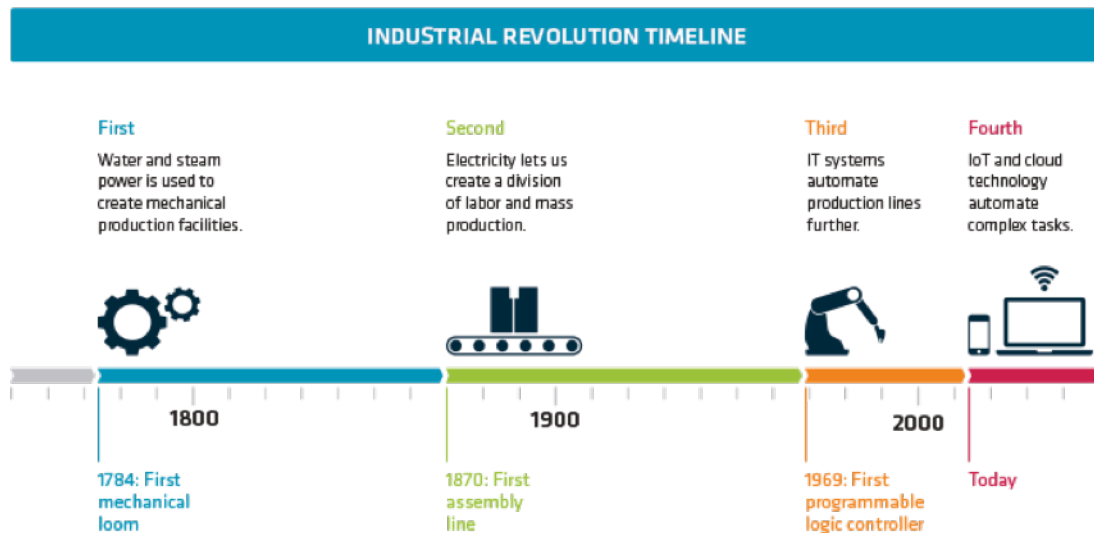 INDUSTRIAL REVOLUTION TIMELINE
First
Water and steam
power is used to
create mechanical
production facilities.
Second
Electricity lets us
create a division
of labor and mass
production.
Third
IT systems
automate
production lines
further.
Fourth
IoT and cloud
technology
automate
complex tasks.
1800
1900
2000
1784: First
mechanical
loom
1870: First
assembly
line
1969: First
programmable
logic controller
Today